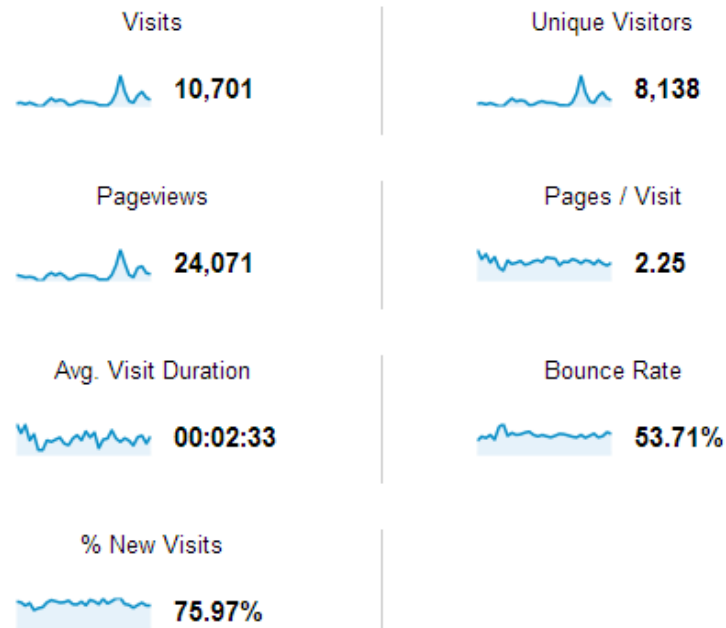 Visits
10,701
Unique Visitors
8,138
Pageviews
24,071
Pages / Visit
2.25
Avg. Visit Duration
00:02:33
Bounce Rate
53.71%
% New Visits
75.97%